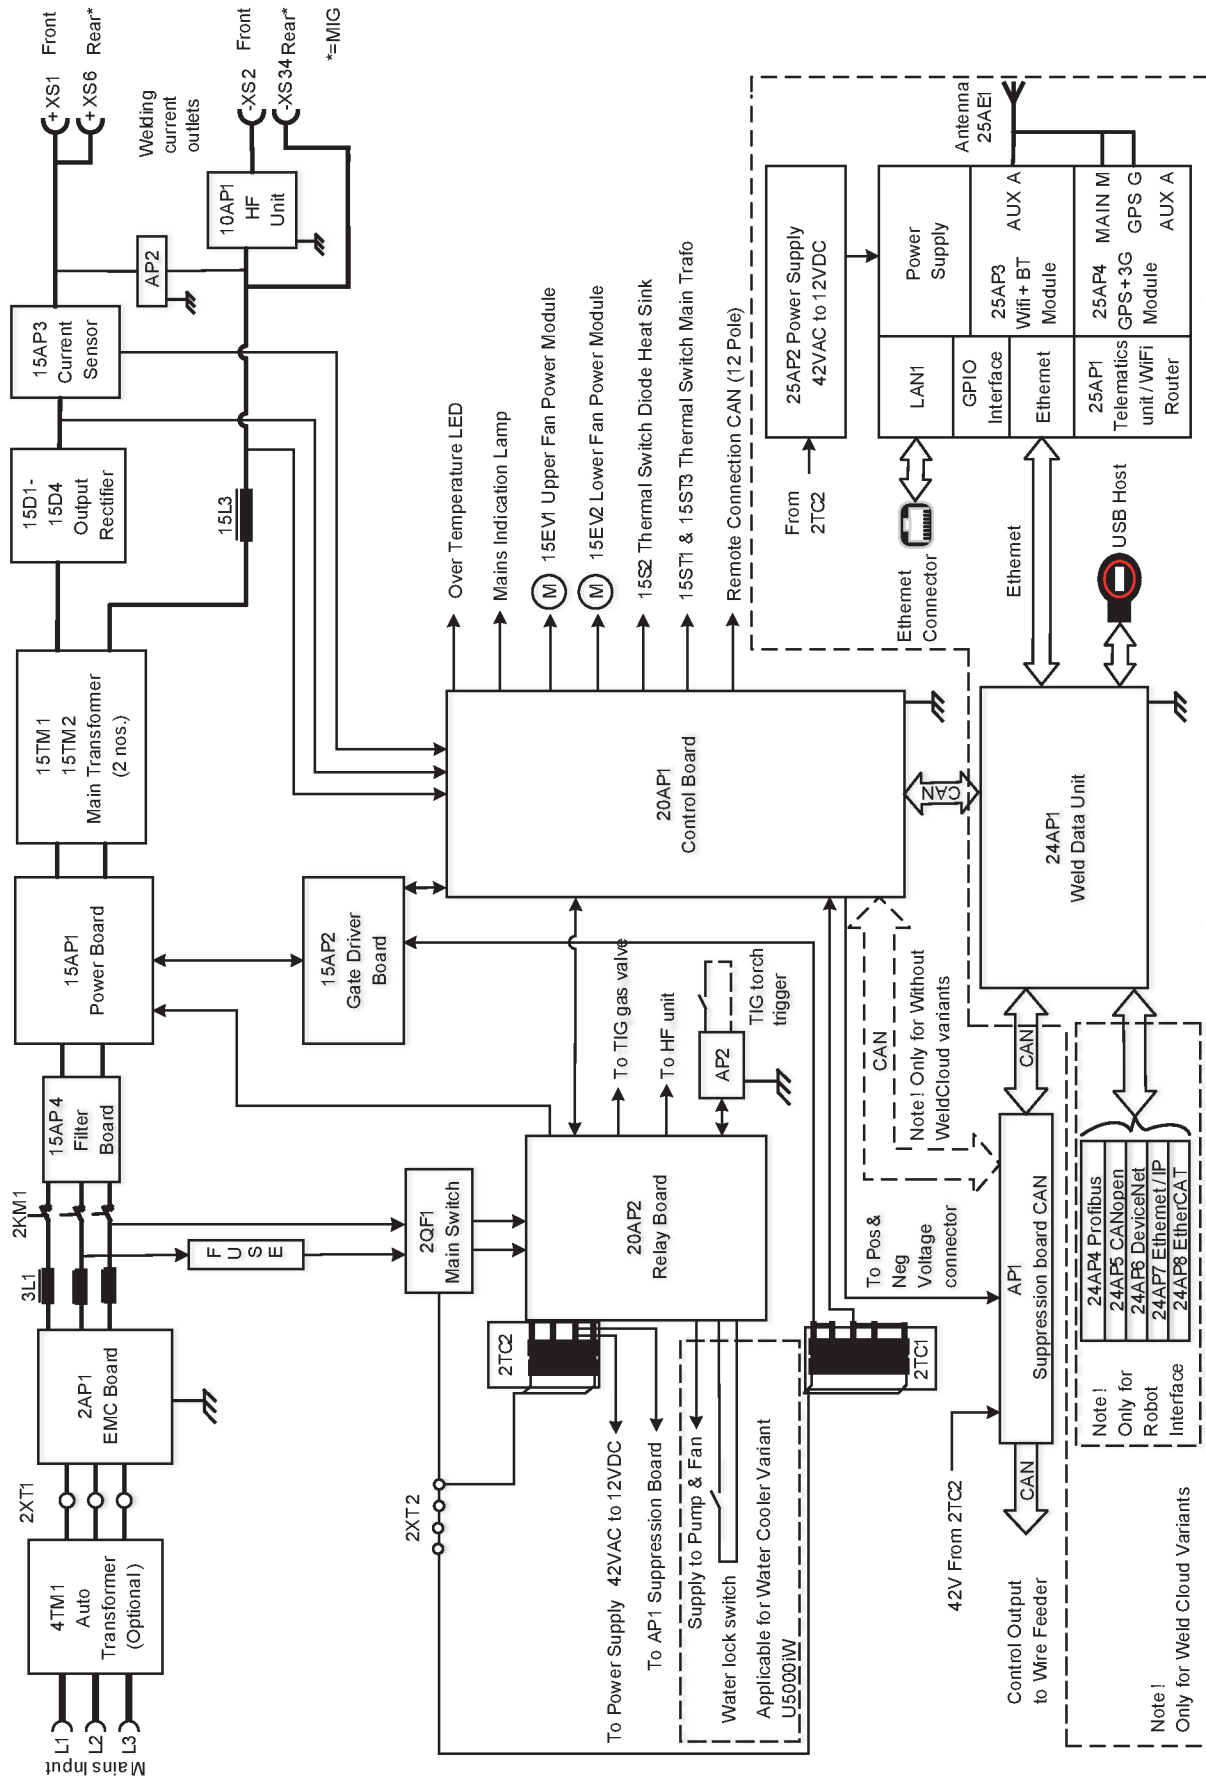 Mains Input
L1
L2
L3
4TM1
Auto
Transformer
(Optional)
2XT1
2AP1
EMC Board
3L1
2KM1
15AP4
Filter
Board
15AP1
Power Board
15TM1
15TM2
Main Transformer
(2 nos.)
15D1-
15D4
Output
Rectifier
15AP3
Current
Sensor
+XS1 Front
+XS6 Rear*
Welding
current
outlets
-XS2 Front
-XS34 Rear*
*=MIG
AP2
10AP1
HF
Unit
15L3
FUSE
2QF1
Main Switch
15AP2
Gate Driver
Board
2XT2
2TC2
20AP2
Relay Board
To TIG gas valve
To HF unit
AP2
TIG torch
trigger
To Power Supply 42VAC to 12VDC
To AP1 Suppression Board
Supply to Pump & Fan
Water lock switch
Applicable for Water Cooler Variant
U5000iW
2TC1
20AP1
Control Board
Over Temperature LED
Mains Indication Lamp
M
15EV1 Upper Fan Power Module
M
15EV2 Lower Fan Power Module
15S2 Thermal Switch Diode Heat Sink
15ST1 & 15ST3 Thermal Switch Main Trafo
Remote Connection CAN (12 Pole)
To Pos&
Neg
Voltage
connector
CAN
Note! Only for Without
WeldCloud variants
CAN
42V From 2TC2
AP1
Suppression board CAN
CAN
Control Output
to Wire Feeder
CAN
24AP1
Weld Data Unit
Ethernet
USB Host
Ethernet
Connector
From
2TC2
25AP2 Power Supply
42VAC to 12VDC
LAN1
Power
Supply
GPIO
Interface
Ethernet
25AP3
Wifi+ BT
Module
AUX A
25AP1
Telematics
unit / WiFi
Router
25AP4
GPS+3G
Module
MAIN M
GPS G
AUX A
Antenna
25AE1
Note!
Only for
Robot
Interface
24AP4 Profibus
24AP5 CANopen
24AP6 DeviceNet
24AP7 Ethernet / IP
24AP8 EtherCAT
Note!
Only for Weld Cloud Variants